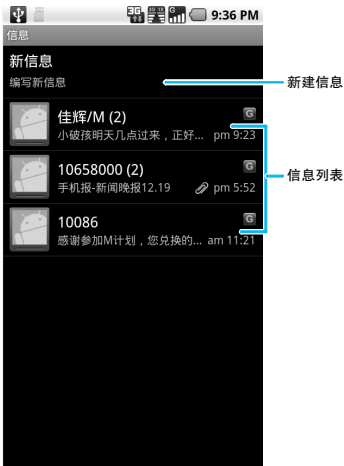 3G 3G 1X G 9:36 PM
信息
新信息
编写新信息
新建信息
佳辉/M (2) G
小破孩明天几点过来，正好... pm 9:23
信息列表
10658000 (2) G
手机报-新闻晚报12.19 pm 5:52
10086 G
感谢参加M计划，您兑换的... am 11:21